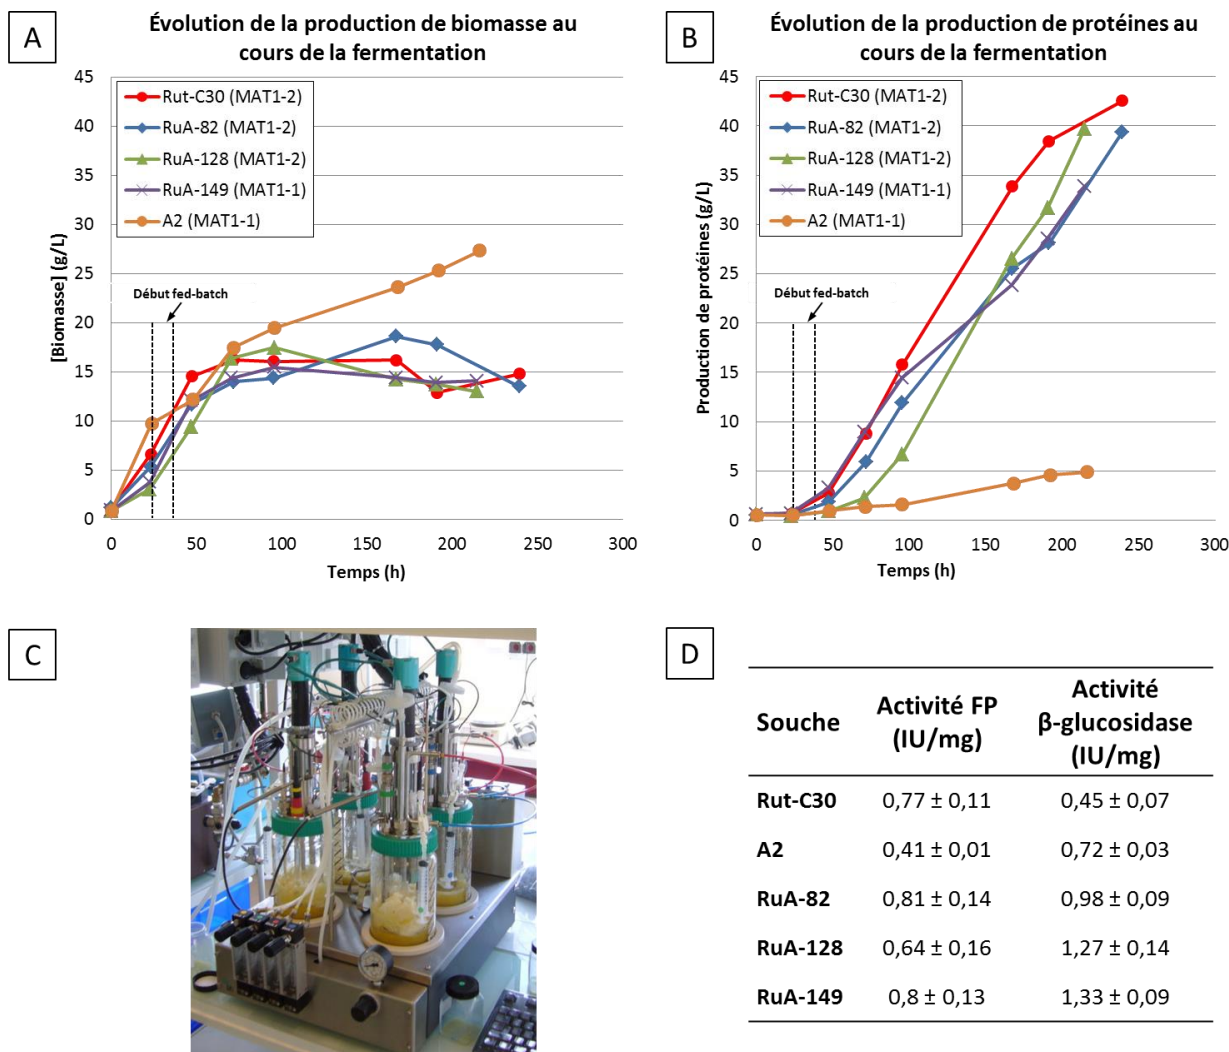 A
Évolution de la production de biomasse au
cours de la fermentation
[Biomasse] (g/L)
45
40
35
30
25
20
15
10
5
0
Rut-C30 (MAT1-2)
RuA-82 (MAT1-2)
RuA-128 (MAT1-2)
RuA-149 (MAT1-1)
A2 (MAT1-1)
Début fed-batch
0 50 100 150 200 250 300
Temps (h)
B
Évolution de la production de protéines au
cours de la fermentation
Production de protéines (g/L)
45
40
35
30
25
20
15
10
5
0
Rut-C30 (MAT1-2)
RuA-82 (MAT1-2)
RuA-128 (MAT1-2)
RuA-149 (MAT1-1)
A2 (MAT1-1)
Début fed-batch
0 50 100 150 200 250 300
Temps (h)
C
D
Souche Activité FP (IU/mg) Activité β-glucosidase (IU/mg)
Rut-C30 0,77 ± 0,11 0,45 ± 0,07
A2 0,41 ± 0,01 0,72 ± 0,03
RuA-82 0,81 ± 0,14 0,98 ± 0,09
RuA-128 0,64 ± 0,16 1,27 ± 0,14
RuA-149 0,8 ± 0,13 1,33 ± 0,09